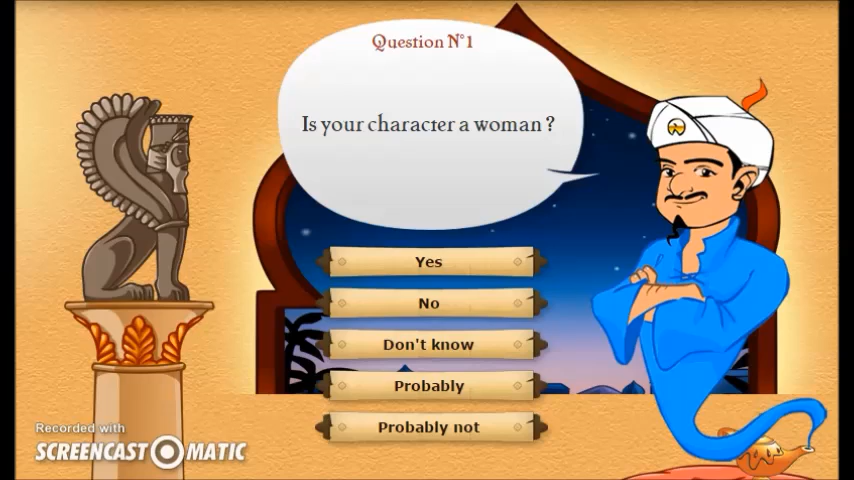 Question N°1
Is your character a woman ?
Yes
No
Don't know
Probably
Probably not
Recorded with
SCREENCAST MATIC